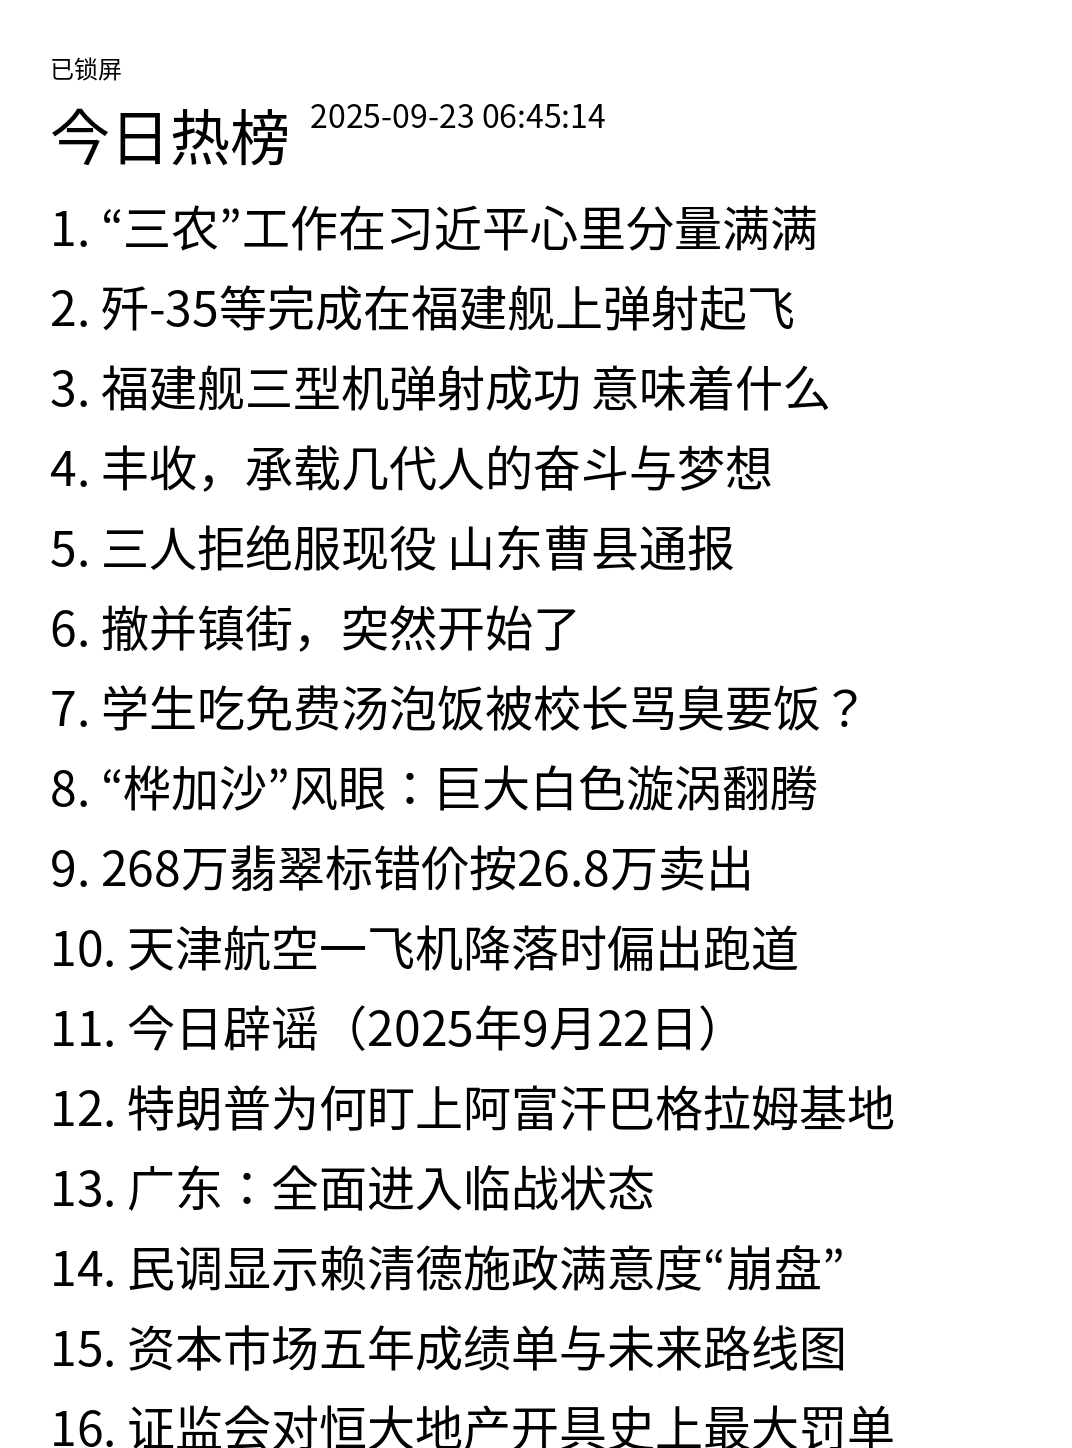 已锁屏
今日热榜 2025-09-23 06:45:14
1. “三农”工作在习近平心里分量满满
2. 歼-35等完成在福建舰上弹射起飞
3. 福建舰三型机弹射成功 意味着什么
4. 丰收，承载几代人的奋斗与梦想
5. 三人拒绝服现役 山东曹县通报
6. 撤并镇街，突然开始了
7. 学生吃免费汤泡饭被校长骂臭要饭？
8. “桦加沙”风眼：巨大白色漩涡翻腾
9. 268万翡翠标错价按26.8万卖出
10. 天津航空一飞机降落时偏出跑道
11. 今日辟谣（2025年9月22日）
12. 特朗普为何盯上阿富汗巴格拉姆基地
13. 广东：全面进入临战状态
14. 民调显示赖清德施政满意度“崩盘”
15. 资本市场五年成绩单与未来路线图
16. 证监会对恒大地产开具史上最大罚单